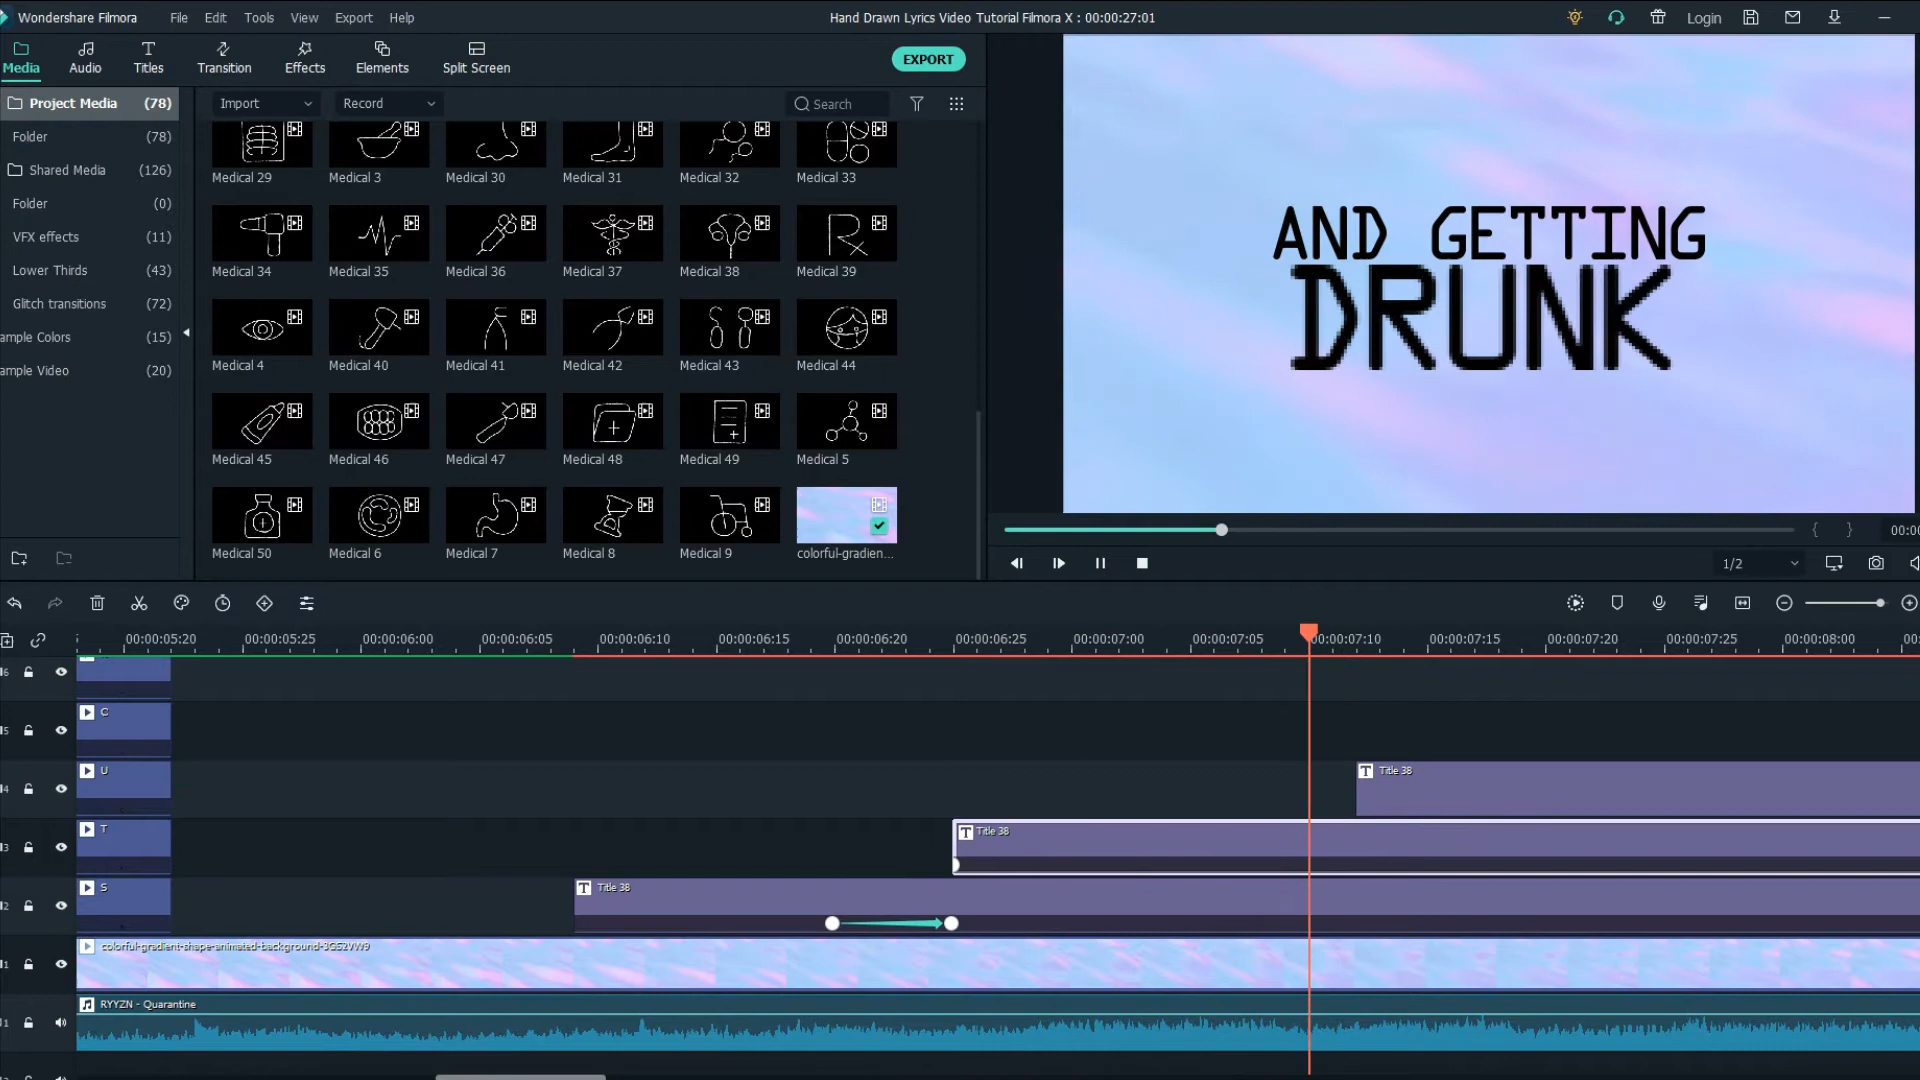 Wondershare Filmora
File Edit Tools View Export Help
Hand Drawn Lyrics Video Tutorial Filmora X : 00:00:27:01
Login
Media Audio Titles Transition Effects Elements Split Screen
EXPORT
Project Media (78)
Folder (78)
Shared Media (126)
Folder (0)
VFX effects (11)
Lower Thirds (43)
Glitch transitions (72)
ample Colors (15)
ample Video (20)
Import Record Search
Medical 29 Medical 3 Medical 30 Medical 31 Medical 32 Medical 33
Medical 34 Medical 35 Medical 36 Medical 37 Medical 38 Medical 39
Medical 4 Medical 40 Medical 41 Medical 42 Medical 43 Medical 44
Medical 45 Medical 46 Medical 47 Medical 48 Medical 49 Medical 5
Medical 50 Medical 6 Medical 7 Medical 8 Medical 9 colorful-gradien...
AND GETTING
DRUNK
{ } 00:00
1/2
00:00:05:20 00:00:05:25 00:00:06:00 00:00:06:05 00:00:06:10 00:00:06:15 00:00:06:20 00:00:06:25 00:00:07:00 00:00:07:05 00:00:07:10 00:00:07:15 00:00:07:20 00:00:07:25 00:00:08:00
6
5 C
4 U Title 38
3 T Title 38
2 S Title 38
1 colorful-gradient-shape-animated-background-3GS2VW9
1 RYYZN - Quarantine